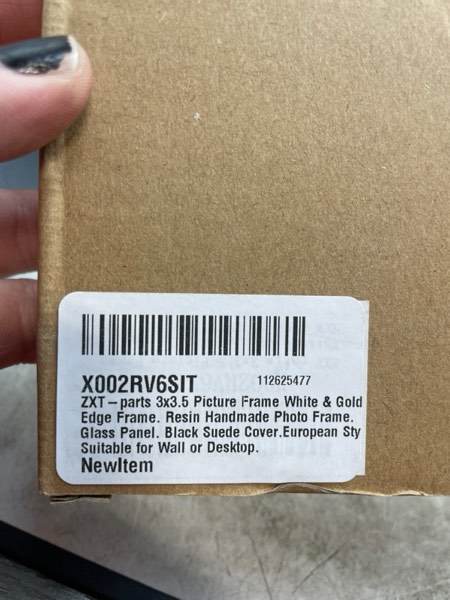 X002RV6SIT 112625477
ZXT-parts 3x3.5 Picture Frame White & Gold
Edge Frame. Resin Handmade Photo Frame.
Glass Panel. Black Suede Cover.European Sty
Suitable for Wall or Desktop.
NewItem